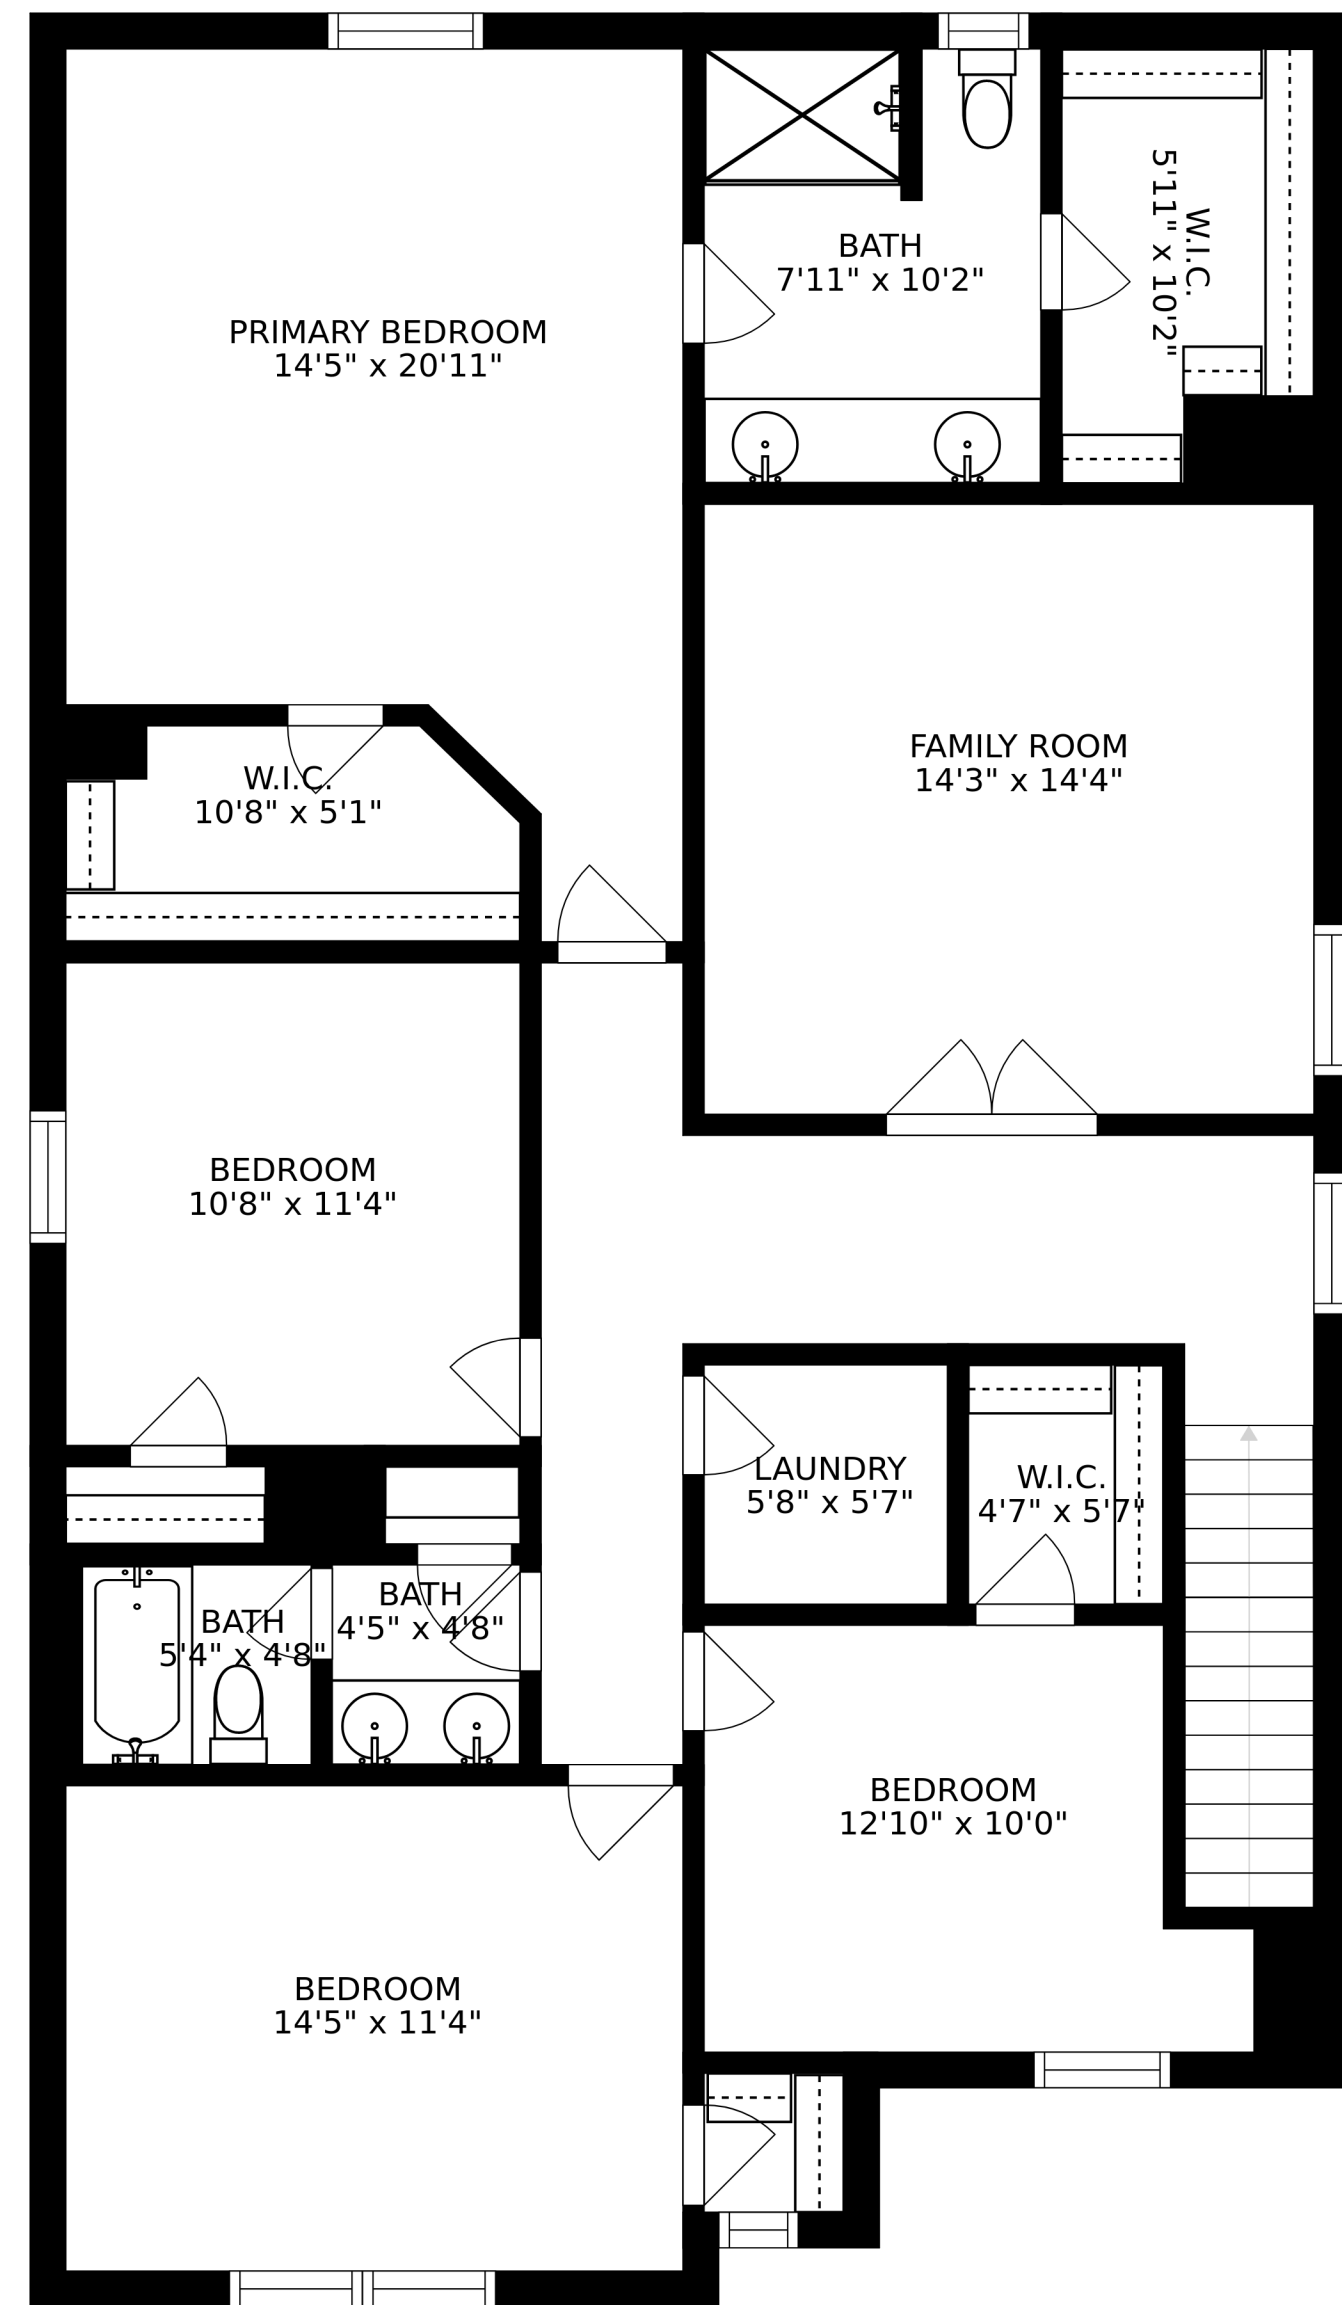 BATH
7'11" x 10'2"
W.I.C.
5'11" x 10'2"
PRIMARY BEDROOM
14'5" x 20'11"
FAMILY ROOM
14'3" x 14'4"
W.I.C.
10'8" x 5'1"
BEDROOM
10'8" x 11'4"
LAUNDRY
5'8" x 5'7"
W.I.C.
4'7" x 5'7"
BATH
4'5" x 4'8"
BATH
5'4" x 4'8"
BEDROOM
12'10" x 10'0"
BEDROOM
14'5" x 11'4"